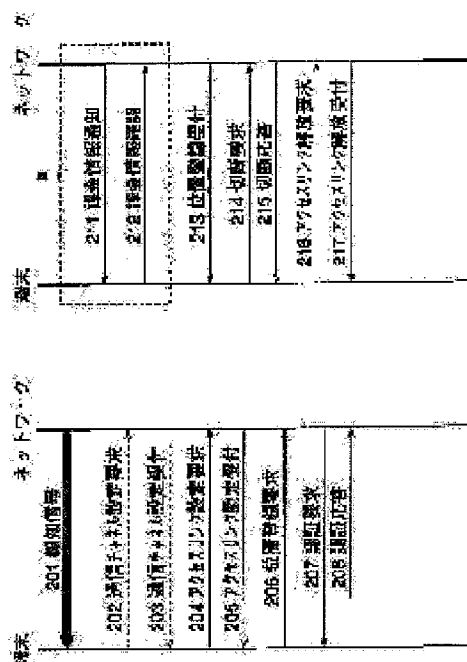 端末
ネットワーク
201 報知信号
202 通信チャネル設定要求
203 通信チャネル設定受付
204 アクセスリンク設定要求
205 アクセスリンク設定受付
206 位置登録要求
207 認証要求
208 認証応答
端末
ネットワーク
211 課金情報通知
212 課金情報確認
213 位置登録受付
214 切断要求
215 切断応答
216 アクセスリンク解放要求
217 アクセスリンク解放受付